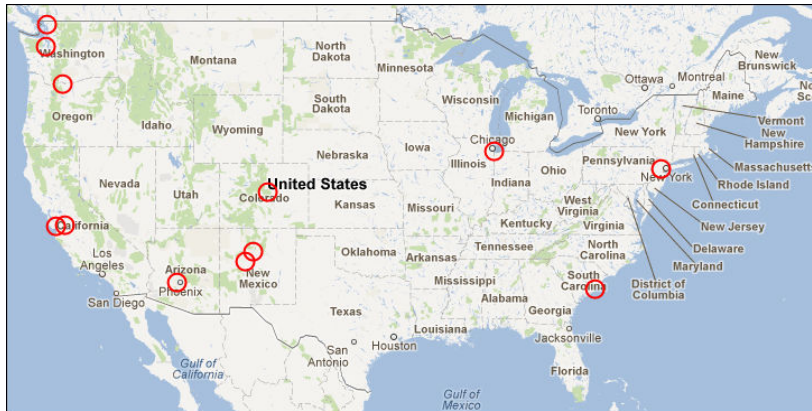 Washington
Montana
North
Dakota
Minnesota
Ottawa
Montreal
New
Brunswick
Maine
No
Sc
Oregon
Idaho
South
Dakota
Wisconsin
Michigan
Toronto
Vermont
New
Hampshire
Wyoming
New York
Chicago
Iowa
Nebraska
Illinois
Indiana
Ohio
Pennsylvania
New York
Massachusetts
Rhode Island
Connecticut
Nevada
Utah
United States
Colorado
Kansas
Missouri
West
Virginia
Kentucky
Virginia
New Jersey
Delaware
Maryland
District of
Columbia
California
Los
Angeles
San Diego
Arizona
Phoenix
New
Mexico
Oklahoma
Arkansas
Tennessee
North
Carolina
South
Carolina
Mississippi
Alabama
Georgia
Texas
Louisiana
Jacksonville
San
Antonio
Houston
Florida
Gulf of
California
Gulf of
Mexico